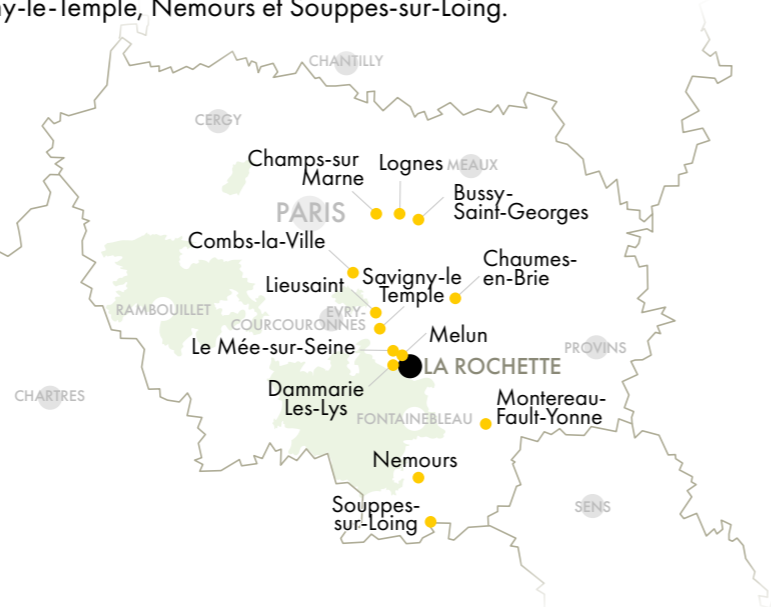 y-le-Temple, Nemours et Souppes-sur-Loing.
CHANTILLY
CERGY
Champs-sur
Marne
Lognes
MEAUX
Bussy-
Saint-Georges
PARIS
Combs-la-Ville
Chaumes-
en-Brie
Lieusaint
Savigny-le
Temple
RAMBOUILLET
EVRY-
COURCOURONNES
Melun
Le Mée-sur-Seine
PROVINS
LA ROCHETTE
Dammarie
Les-Lys
CHARTRES
Montereau-
Fault-Yonne
FONTAINEBLEAU
Nemours
Souppes-
sur-Loing
SENS